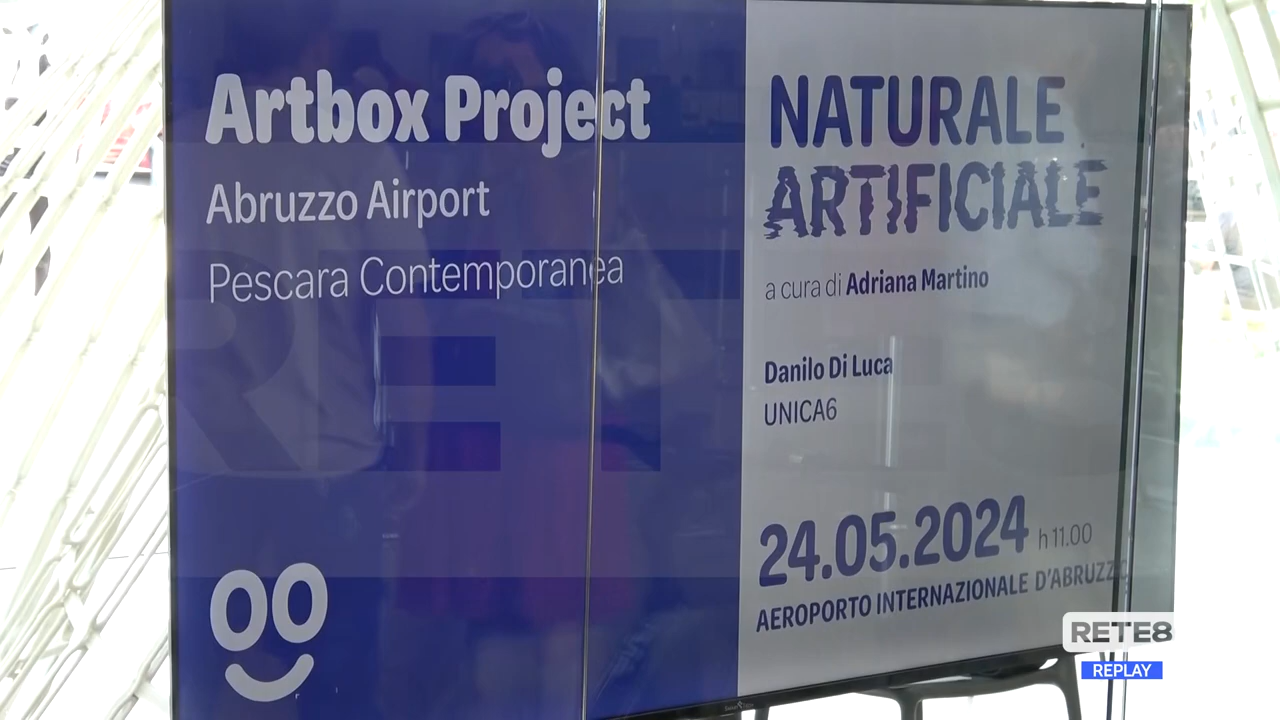 Artbox Project
Abruzzo Airport
Pescara Contemporanea
NATURALE
ARTIFICIALE
a cura di Adriana Martino
Danilo Di Luca
UNICA6
24.05.2024 h 11.00
AEROPORTO INTERNAZIONALE D'ABRUZZO
RETE8
REPLAY